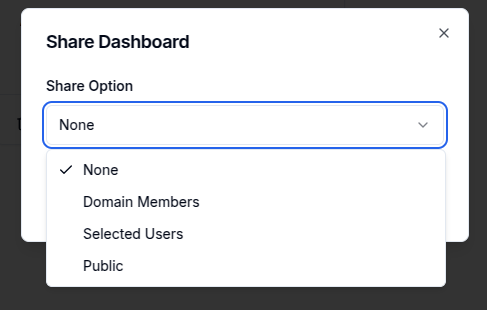 Share Dashboard
Share Option
None
None
Domain Members
Selected Users
Public